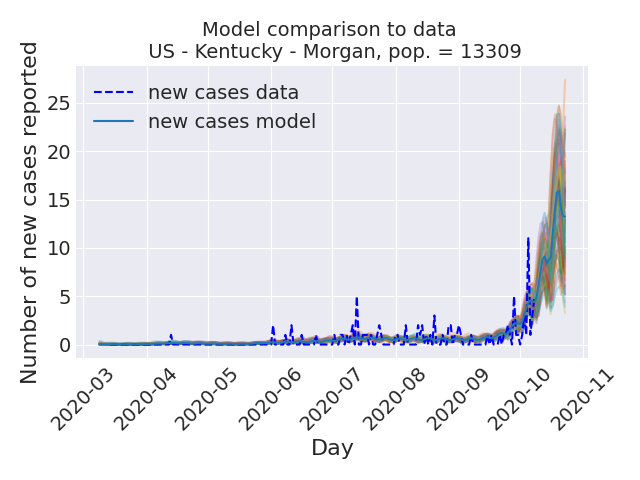 Model comparison to data
US - Kentucky - Morgan, pop. = 13309
Number of new cases reported
25
20
15
10
5
0
new cases data
new cases model
2020-03
2020-04
2020-05
2020-06
2020-07
2020-08
2020-09
2020-10
2020-11
Day